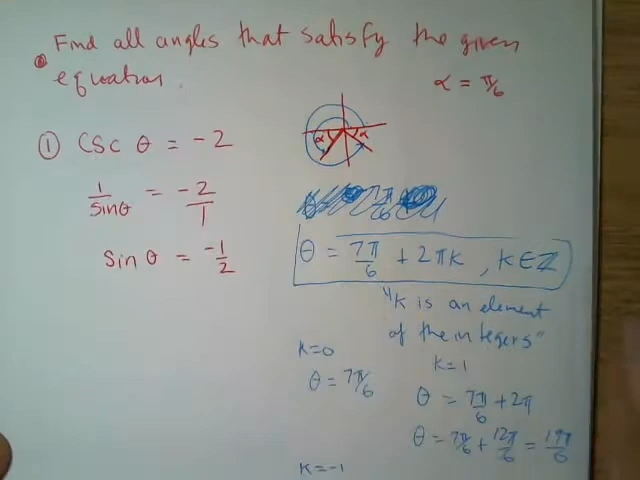 Find all angles that satisfy the given
equation.
α = π/6
① csc θ = -2
α α
1/sinθ = -2/1
7π/6
sin θ = -1/2
θ = 7π/6 + 2πk , k∈ℤ
"k is an element
of the integers"
k=0
θ = 7π/6
k=1
θ = 7π/6 + 2π
θ = 7π/6 + 12π/6 = 19π/6
k=-1